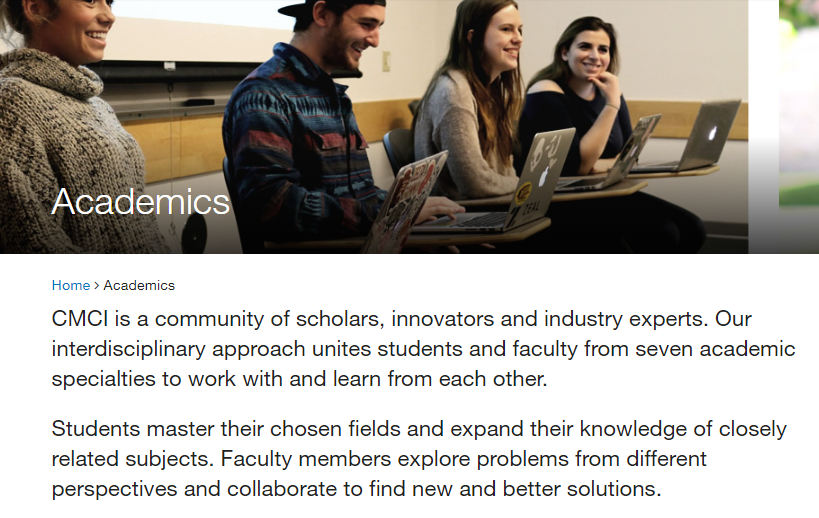 Academics
Home › Academics
CMCI is a community of scholars, innovators and industry experts. Our
interdisciplinary approach unites students and faculty from seven academic
specialties to work with and learn from each other.
Students master their chosen fields and expand their knowledge of closely
related subjects. Faculty members explore problems from different
perspectives and collaborate to find new and better solutions.